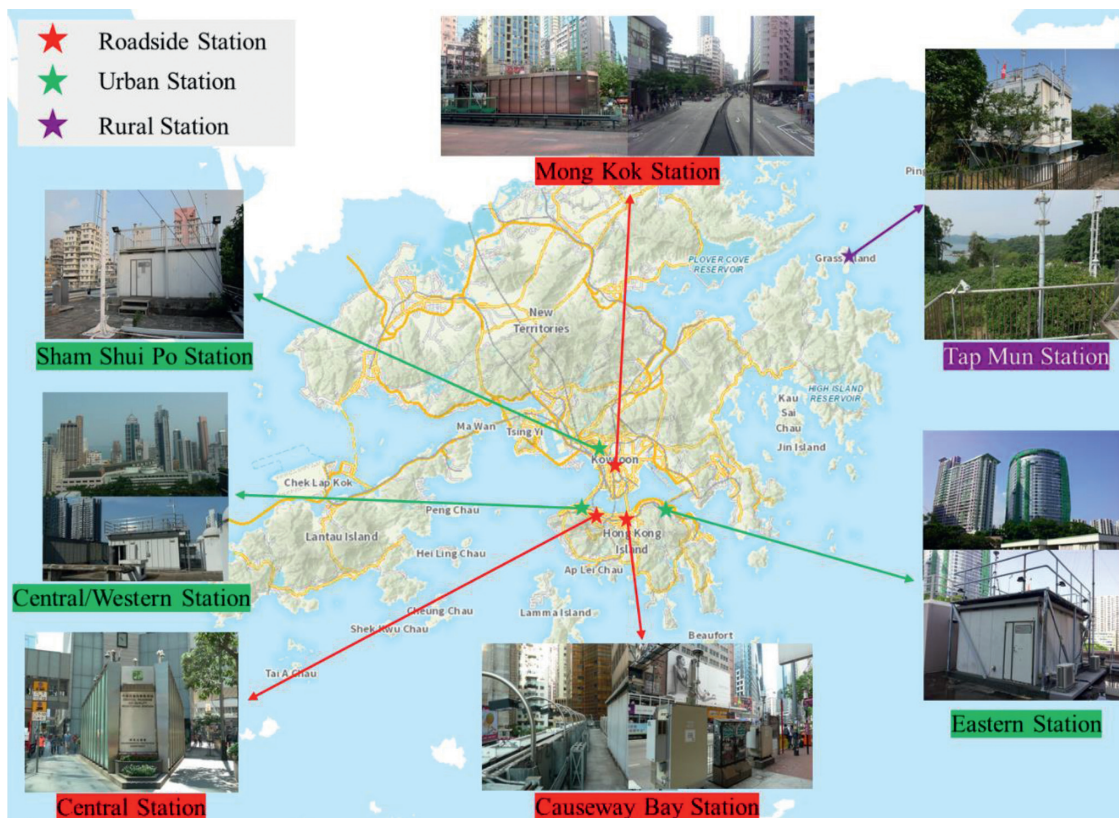 Roadside Station
Urban Station
Rural Station
Mong Kok Station
Ping
PLOVER COVE
RESERVOIR
Grass Island
New
Territories
Sham Shui Po Station
Tap Mun Station
HIGH ISLAND
RESERVOIR
Kau
Sai
Chau
Jin Island
Ma Wan
Tsing Yi
Kowloon
Chek Lap Kok
Peng Chau
Lantau Island
Hong Kong
Island
Hei Ling Chau
Ap Lei Chau
Central/Western Station
Cheung Chau
Lamma Island
Shek Kwu Chau
Beaufort
Tai A Chau
Eastern Station
Central Station
Causeway Bay Station